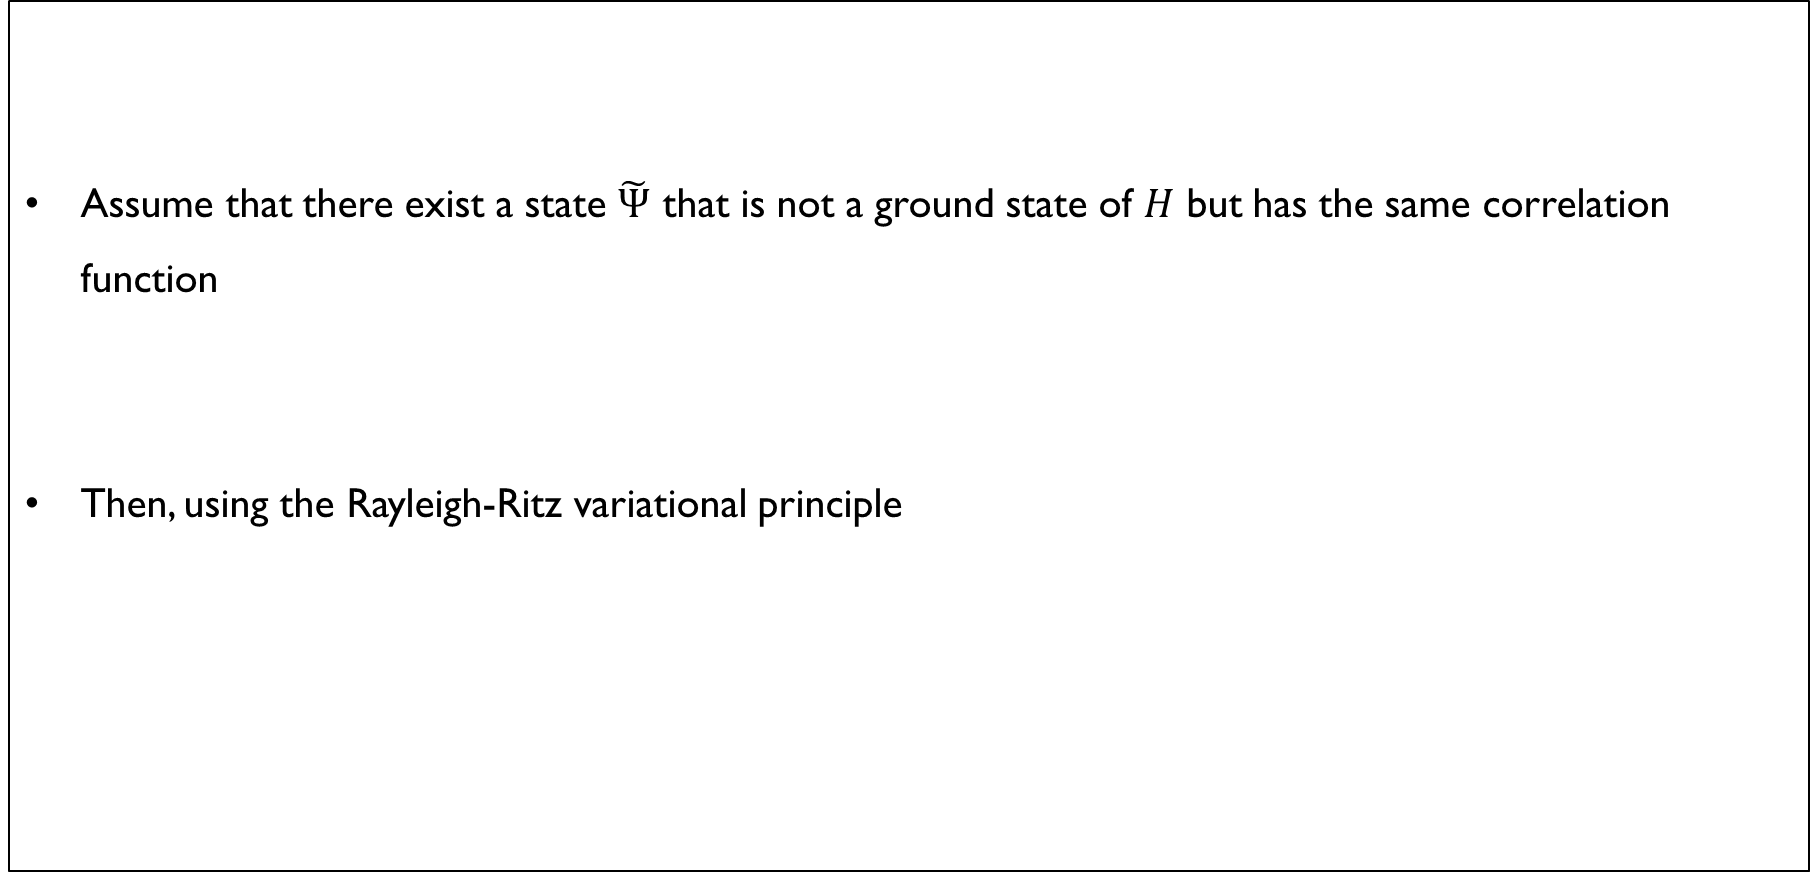 • Assume that there exist a state Ψ̃ that is not a ground state of H but has the same correlation
function
• Then, using the Rayleigh-Ritz variational principle